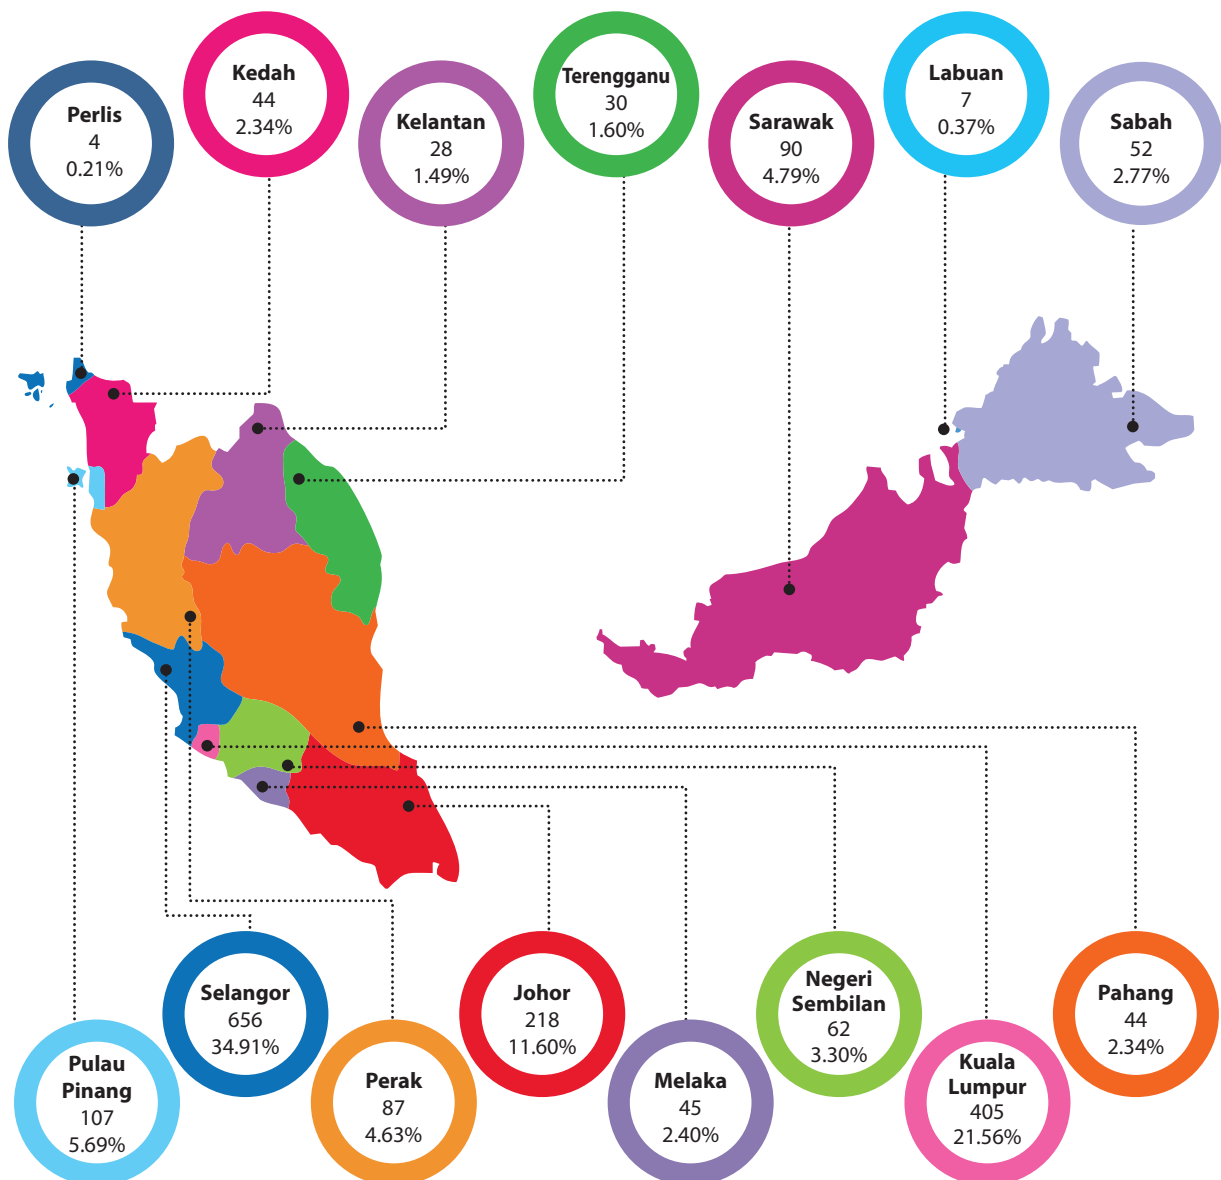 Perlis
4
0.21%
Kedah
44
2.34%
Kelantan
28
1.49%
Terengganu
30
1.60%
Sarawak
90
4.79%
Labuan
7
0.37%
Sabah
52
2.77%
Pulau
Pinang
107
5.69%
Selangor
656
34.91%
Perak
87
4.63%
Johor
218
11.60%
Melaka
45
2.40%
Negeri
Sembilan
62
3.30%
Kuala
Lumpur
405
21.56%
Pahang
44
2.34%